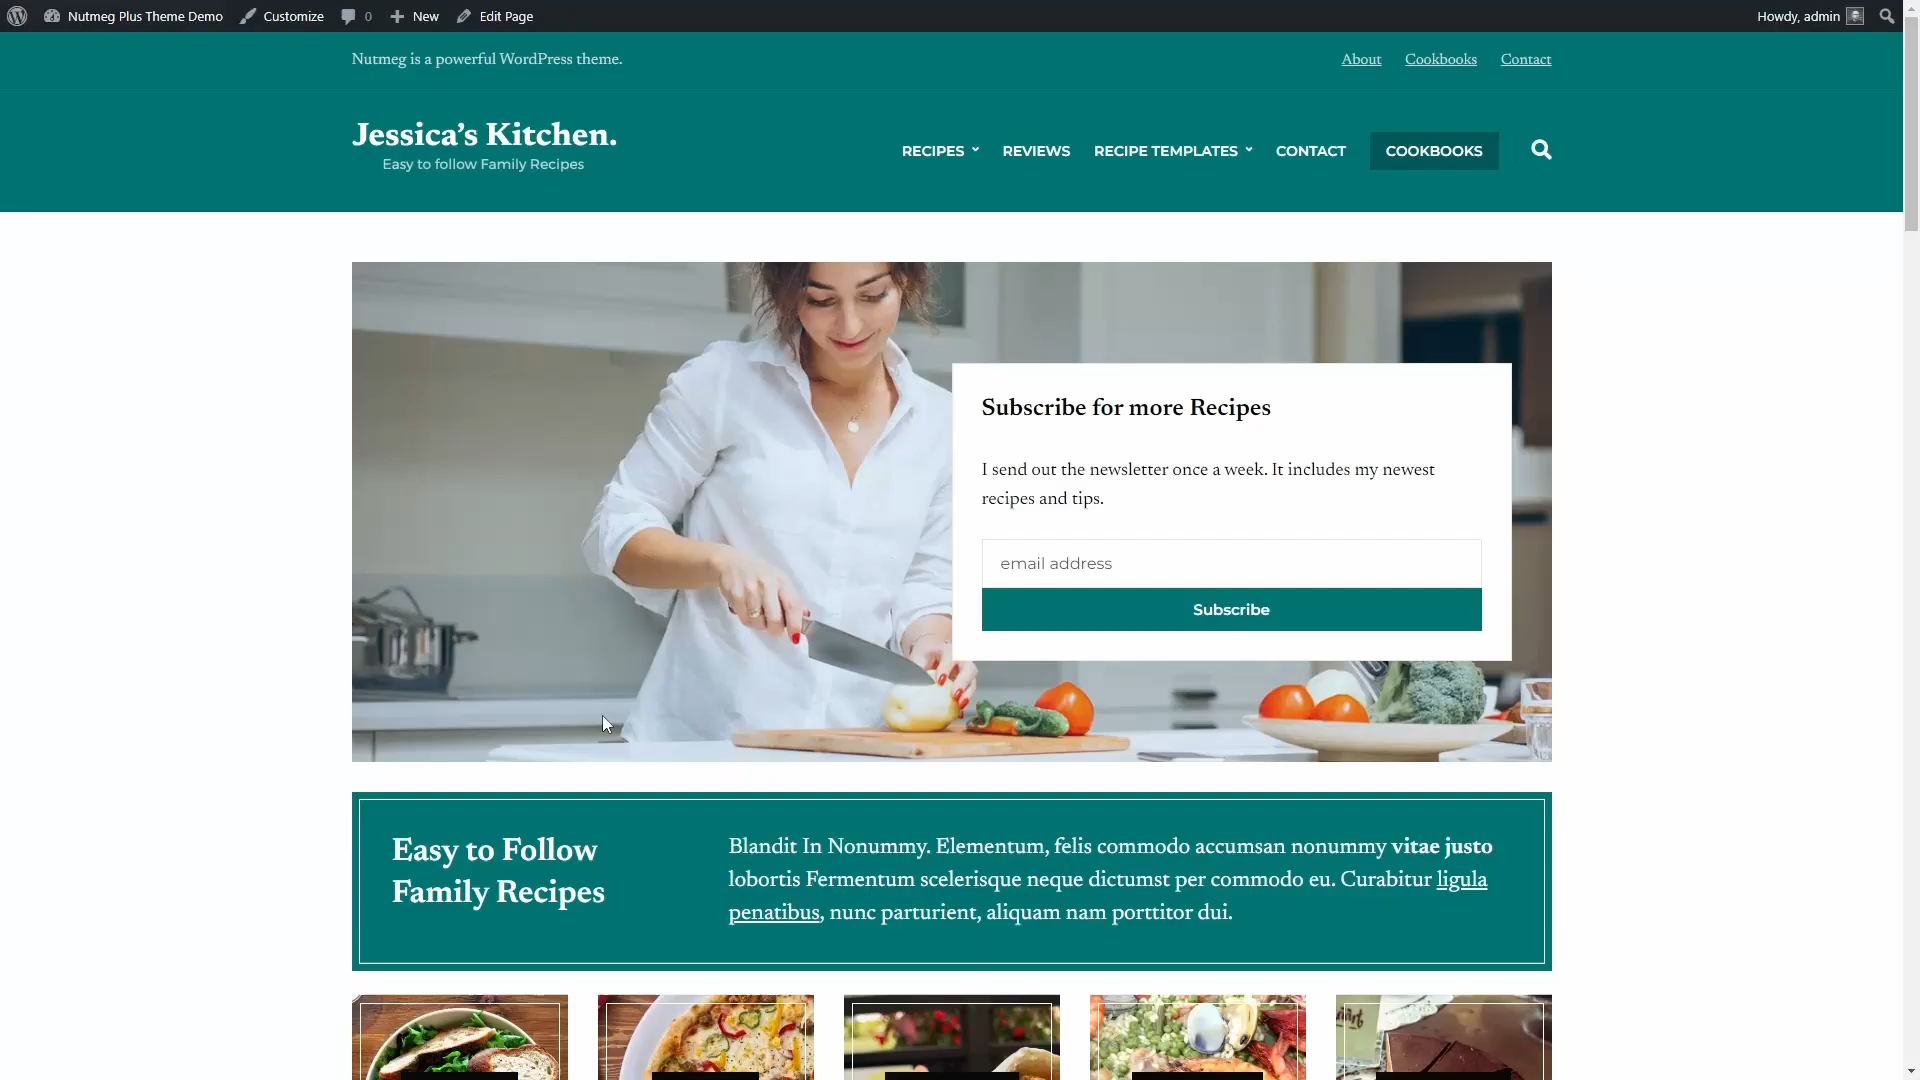 Nutmeg Plus Theme Demo Customize 0 New Edit Page Howdy, admin
Nutmeg is a powerful WordPress theme. About Cookbooks Contact
Jessica's Kitchen.
Easy to follow Family Recipes
RECIPES REVIEWS RECIPE TEMPLATES CONTACT COOKBOOKS
Subscribe for more Recipes
I send out the newsletter once a week. It includes my newest
recipes and tips.
email address
Subscribe
Easy to Follow
Family Recipes
Blandit In Nonummy. Elementum, felis commodo accumsan nonummy vitae justo
lobortis Fermentum scelerisque neque dictumst per commodo eu. Curabitur ligula
penatibus, nunc parturient, aliquam nam porttitor dui.